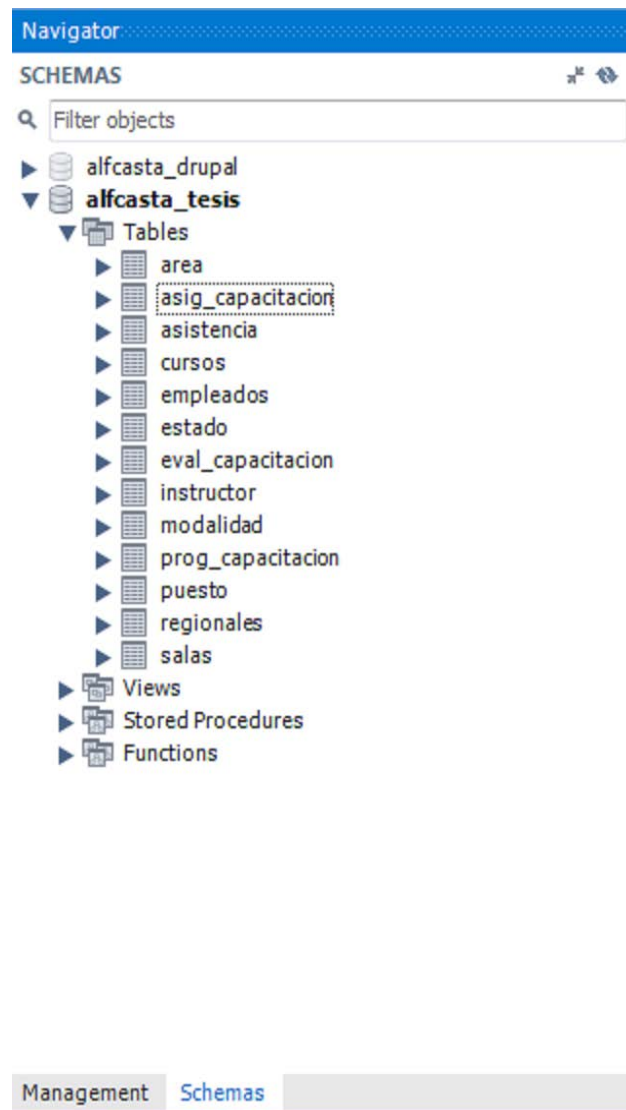 Navigator
SCHEMAS
Filter objects
alfcasta_drupal
alfcasta_tesis
Tables
area
asig_capacitacion
asistencia
cursos
empleados
estado
eval_capacitacion
instructor
modalidad
prog_capacitacion
puesto
regionales
salas
Views
Stored Procedures
Functions
Management Schemas